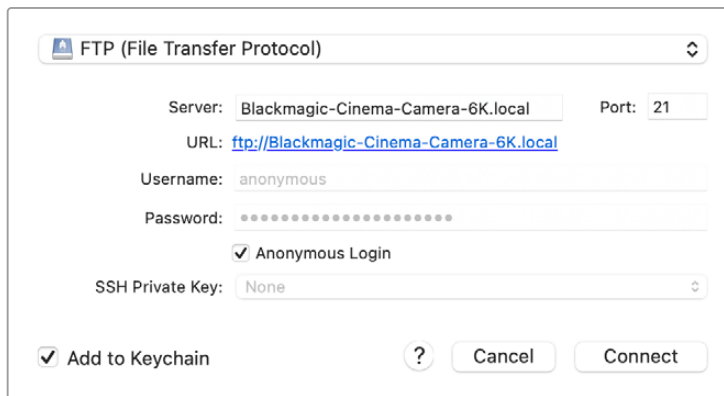 FTP (File Transfer Protocol)
Server: Blackmagic-Cinema-Camera-6K.local Port: 21
URL: ftp://Blackmagic-Cinema-Camera-6K.local
Username: anonymous
Password: ●●●●●●●●●●●●●●●●●●●●●
Anonymous Login
SSH Private Key: None
Add to Keychain ? Cancel Connect